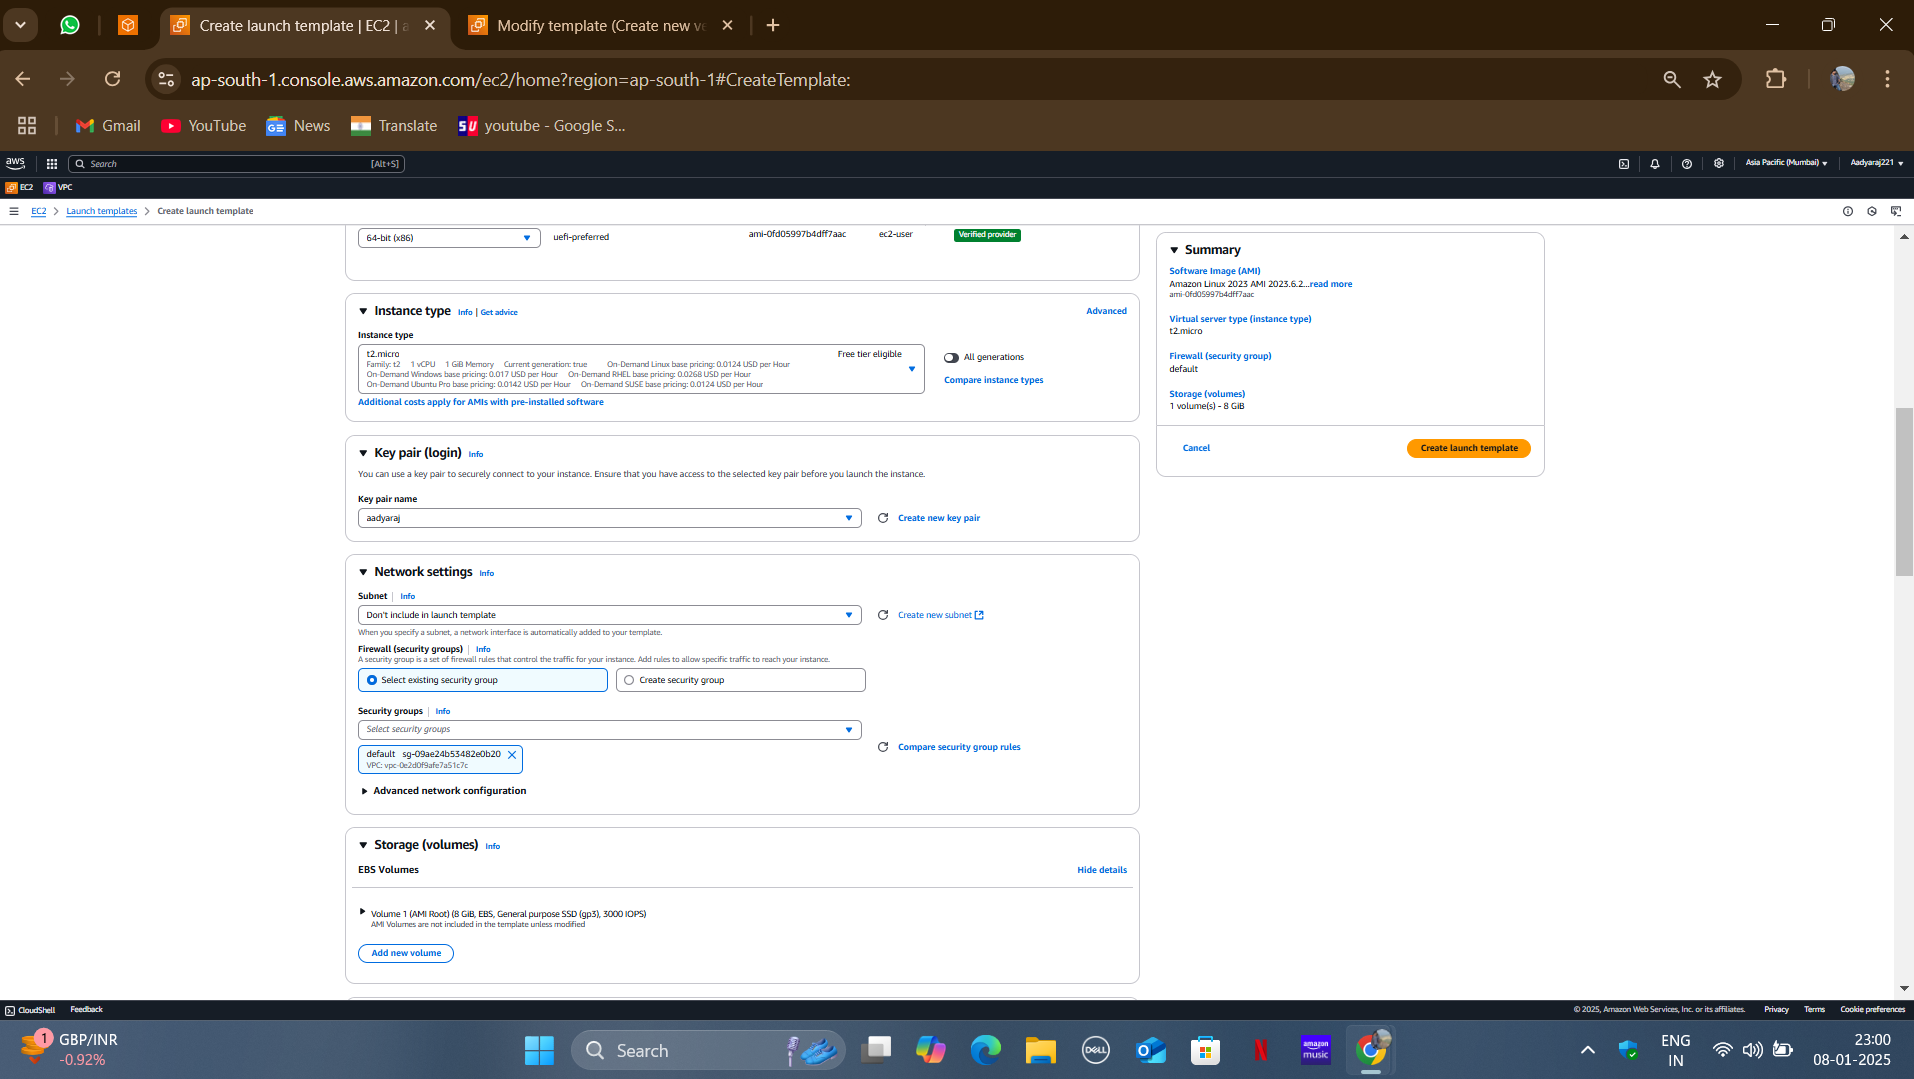 Create launch template | EC2 | a
Modify template (Create new ve
ap-south-1.console.aws.amazon.com/ec2/home?region=ap-south-1#CreateTemplate:
Gmail
YouTube
GE
News
Translate
SU
youtube - Google S...
aws
Search
[Alt+S]
Asia Pacific (Mumbai)
Aadyaraj221
EC2
VPC
EC2 > Launch templates > Create launch template
64-bit (x86)
uefi-preferred
ami-0fd05997b4dff7aac
ec2-user
Verified provider
Instance type Info | Get advice
Advanced
Instance type
t2.micro
Free tier eligible
Family: t2 1 vCPU 1 GiB Memory Current generation: true On-Demand Linux base pricing: 0.0124 USD per Hour
On-Demand Windows base pricing: 0.017 USD per Hour On-Demand RHEL base pricing: 0.0268 USD per Hour
On-Demand Ubuntu Pro base pricing: 0.0142 USD per Hour On-Demand SUSE base pricing: 0.0124 USD per Hour
All generations
Compare instance types
Additional costs apply for AMIs with pre-installed software
Key pair (login) Info
You can use a key pair to securely connect to your instance. Ensure that you have access to the selected key pair before you launch the instance.
Key pair name
aadyaraj
Create new key pair
Network settings Info
Subnet | Info
Don't include in launch template
Create new subnet
When you specify a subnet, a network interface is automatically added to your template.
Firewall (security groups) | Info
A security group is a set of firewall rules that control the traffic for your instance. Add rules to allow specific traffic to reach your instance.
Select existing security group
Create security group
Security groups | Info
Select security groups
default sg-09ae24b53482e0b20
VPC: vpc-0e2d0f9afe7a51c7c
Compare security group rules
Advanced network configuration
Storage (volumes) Info
EBS Volumes
Hide details
Volume 1 (AMI Root) (8 GiB, EBS, General purpose SSD (gp3), 3000 IOPS)
AMI Volumes are not included in the template unless modified
Add new volume
Summary
Software Image (AMI)
Amazon Linux 2023 AMI 2023.6.2...read more
ami-0fd05997b4dff7aac
Virtual server type (instance type)
t2.micro
Firewall (security group)
default
Storage (volumes)
1 volume(s) - 8 GiB
Cancel
Create launch template
CloudShell
Feedback
© 2025, Amazon Web Services, Inc. or its affiliates.
Privacy
Terms
Cookie preferences
1
GBP/INR
-0.92%
Search
DELL
amazon
music
ENG
IN
23:00
08-01-2025